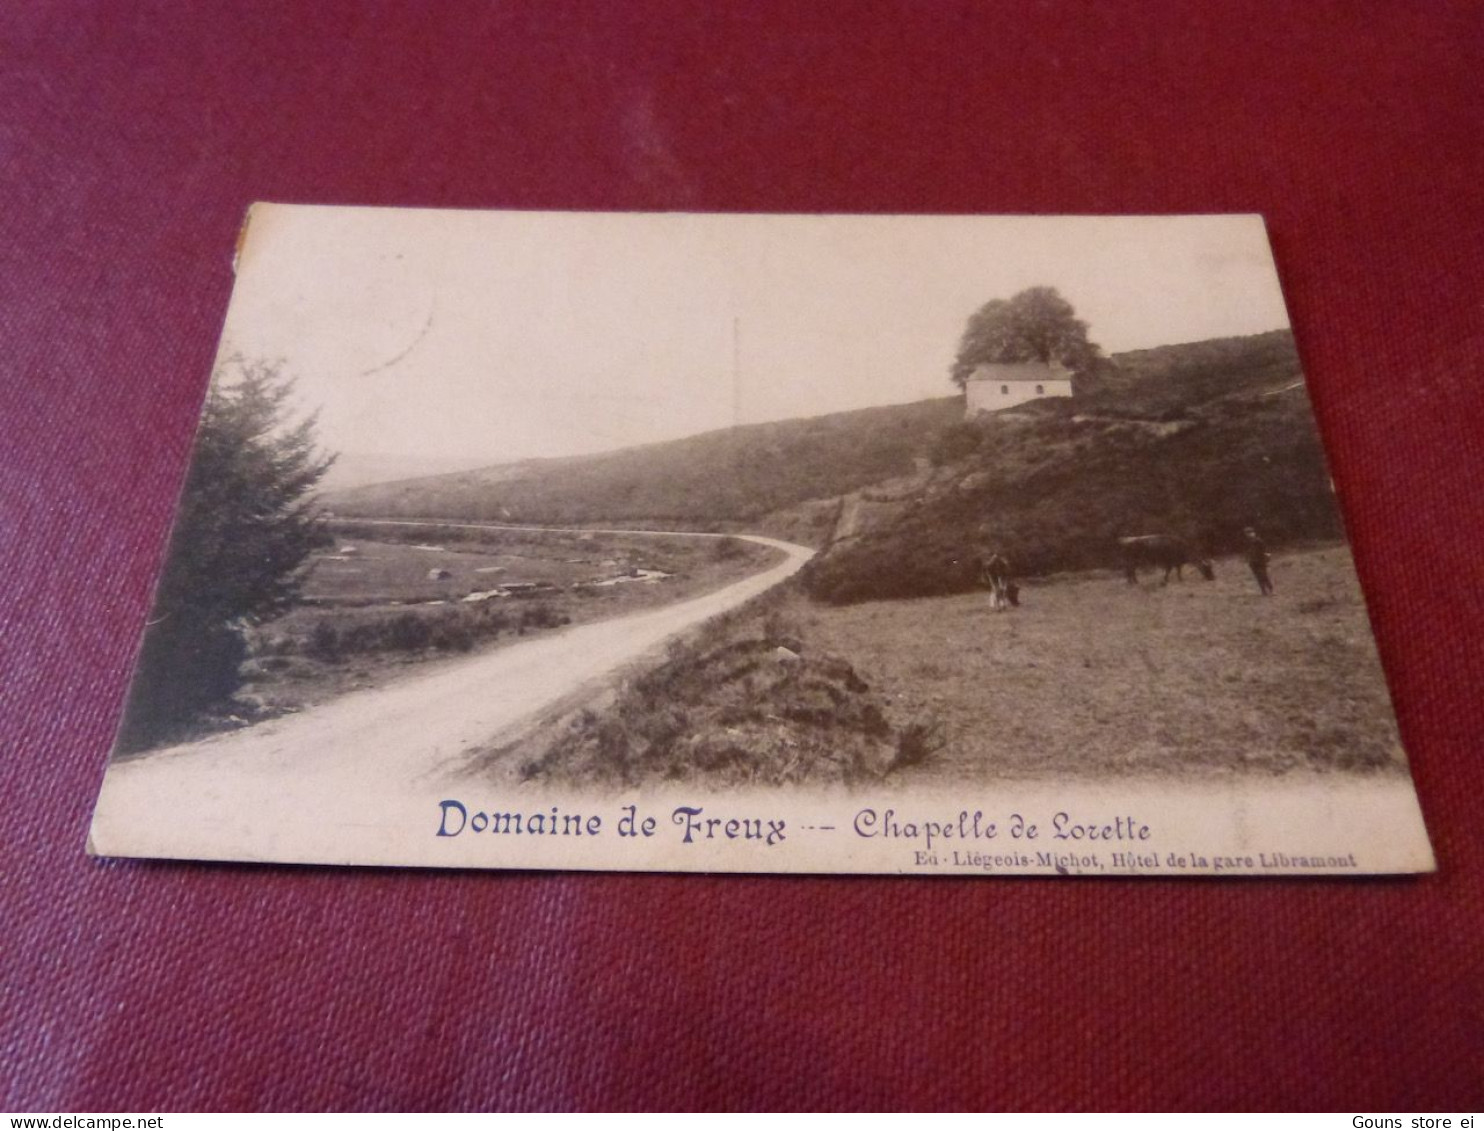 Domaine de Freux --- Chapelle de Lorette
Ed. Liégeois-Michot, Hôtel de la gare Libramont
www.delcampe.net
Gouns store ei